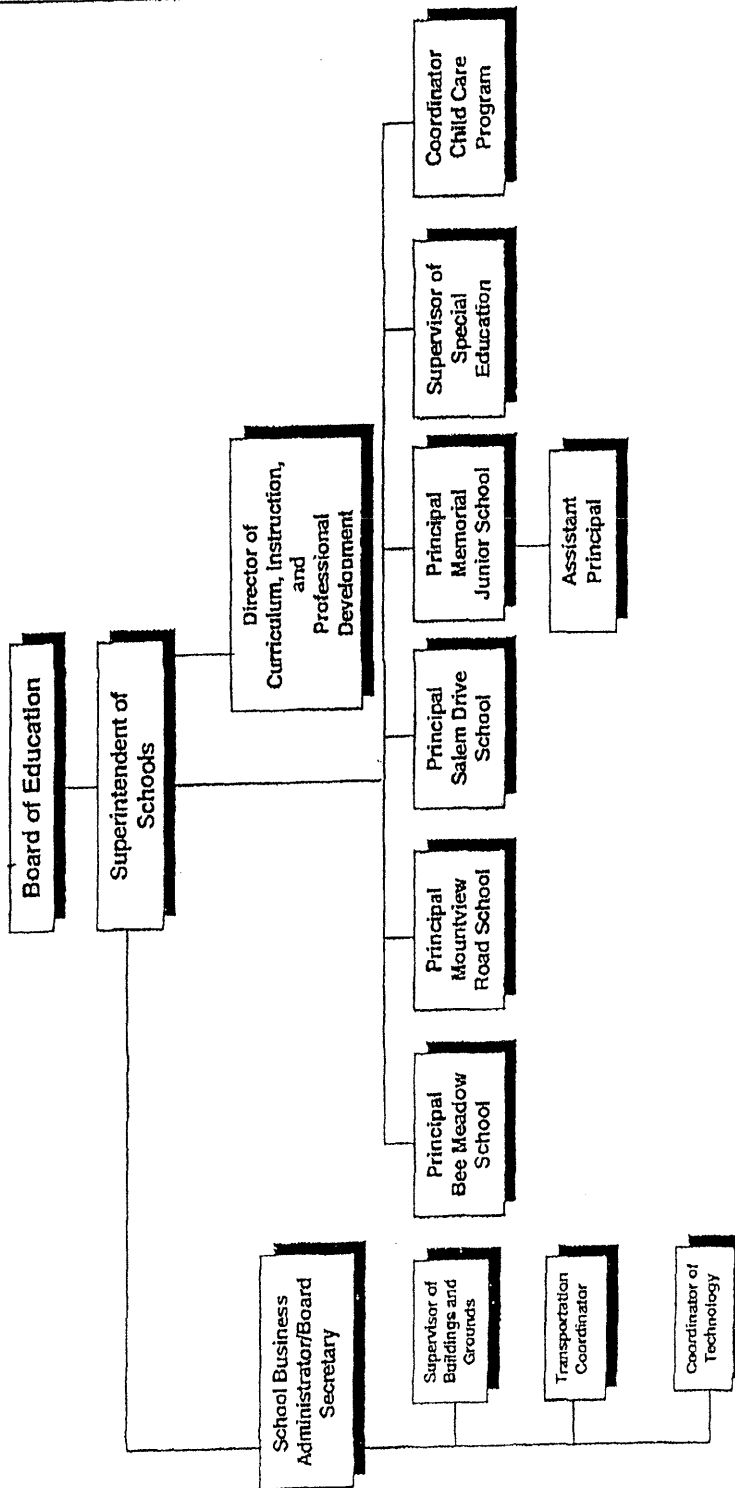 Board of Education
Superintendent of
Schools
Director of
Curriculum, Instruction,
and
Professional
Development
School Business
Administrator/Board
Secretary
Supervisor of
Buildings and
Grounds
Transportation
Coordinator
Coordinator of
Technology
Principal
Bee Meadow
School
Principal
Mountview
Road School
Principal
Salem Drive
School
Principal
Memorial
Junior School
Assistant
Principal
Supervisor of
Special
Education
Coordinator
Child Care
Program